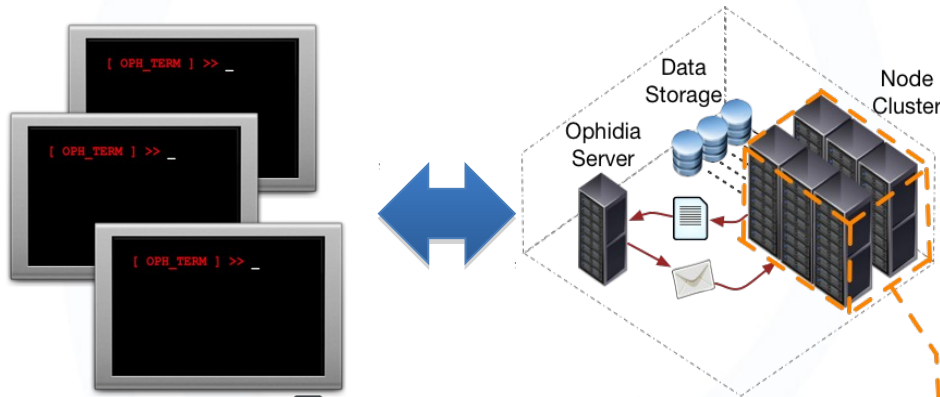 [ OPH_TERM ] >> _
[ OPH_TERM ] >> _
[ OPH_TERM ] >> _
Data
Storage
Node
Cluster
Ophidia
Server